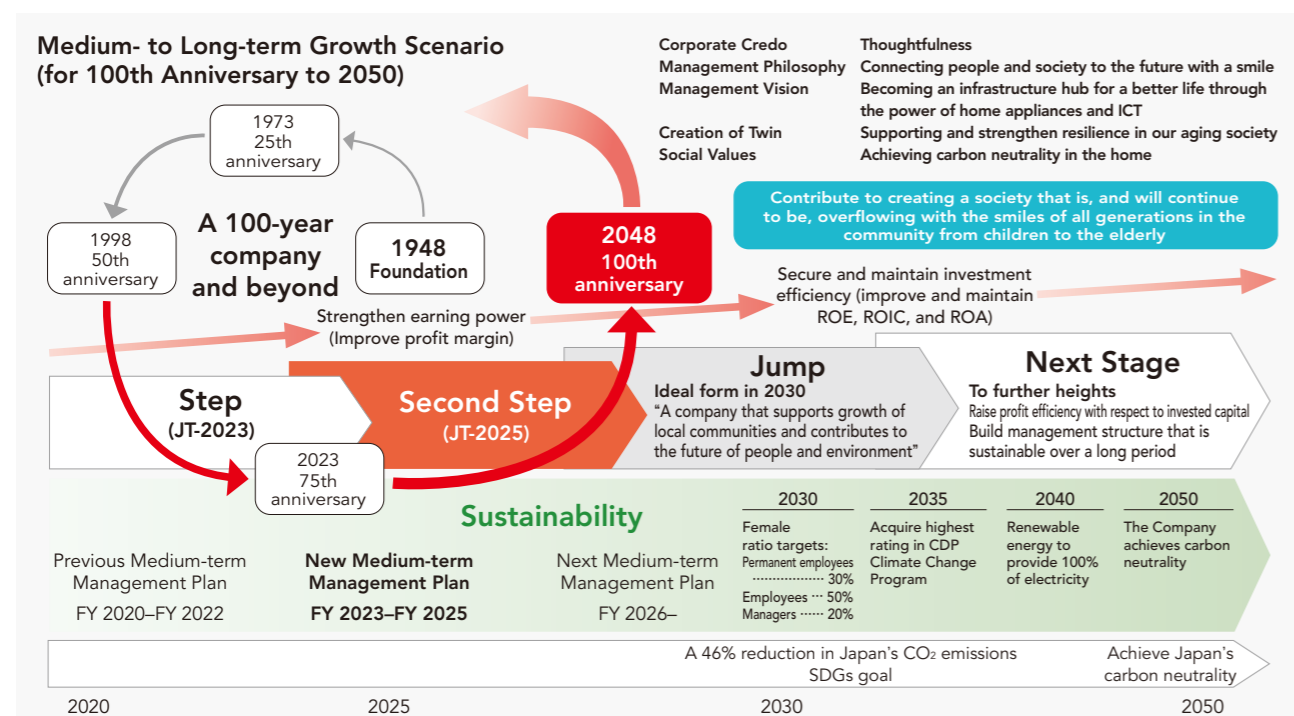 Medium- to Long-term Growth Scenario
(for 100th Anniversary to 2050)
Corporate Credo Thoughtfulness
Management Philosophy Connecting people and society to the future with a smile
Management Vision Becoming an infrastructure hub for a better life through
the power of home appliances and ICT
Creation of Twin Supporting and strengthen resilience in our aging society
Social Values Achieving carbon neutrality in the home
Contribute to creating a society that is, and will continue
to be, overflowing with the smiles of all generations in the
community from children to the elderly
1973
25th
anniversary
1998
50th
anniversary
A 100-year
company
and beyond
1948
Foundation
2048
100th
anniversary
Strengthen earning power
(Improve profit margin)
Secure and maintain investment
efficiency (improve and maintain
ROE, ROIC, and ROA)
Step
(JT-2023)
Second Step
(JT-2025)
Jump
Ideal form in 2030
“A company that supports growth of
local communities and contributes to
the future of people and environment”
Next Stage
To further heights
Raise profit efficiency with respect to invested capital
Build management structure that is
sustainable over a long period
2023
75th
anniversary
Sustainability
Previous Medium-term
Management Plan
FY 2020–FY 2022
New Medium-term
Management Plan
FY 2023–FY 2025
Next Medium-term
Management Plan
FY 2026–
2030
Female
ratio targets:
Permanent employees
·················· 30%
Employees ··· 50%
Managers ······ 20%
2035
Acquire highest
rating in CDP
Climate Change
Program
2040
Renewable
energy to
provide 100%
of electricity
2050
The Company
achieves carbon
neutrality
A 46% reduction in Japan’s CO₂ emissions
SDGs goal
Achieve Japan’s
carbon neutrality
2020 2025 2030 2050